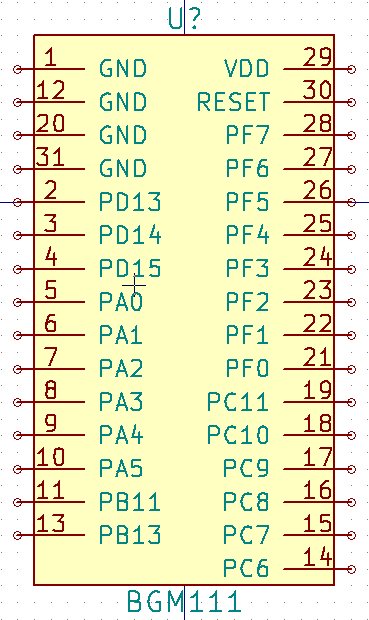 U?
1 GND VDD 29
12 GND RESET 30
20 GND PF7 28
31 GND PF6 27
2 PD13 PF5 26
3 PD14 PF4 25
4 PD15 PF3 24
5 PA0 PF2 23
6 PA1 PF1 22
7 PA2 PF0 21
8 PA3 PC11 19
9 PA4 PC10 18
10 PA5 PC9 17
11 PB11 PC8 16
13 PB13 PC7 15
PC6 14
BGM111